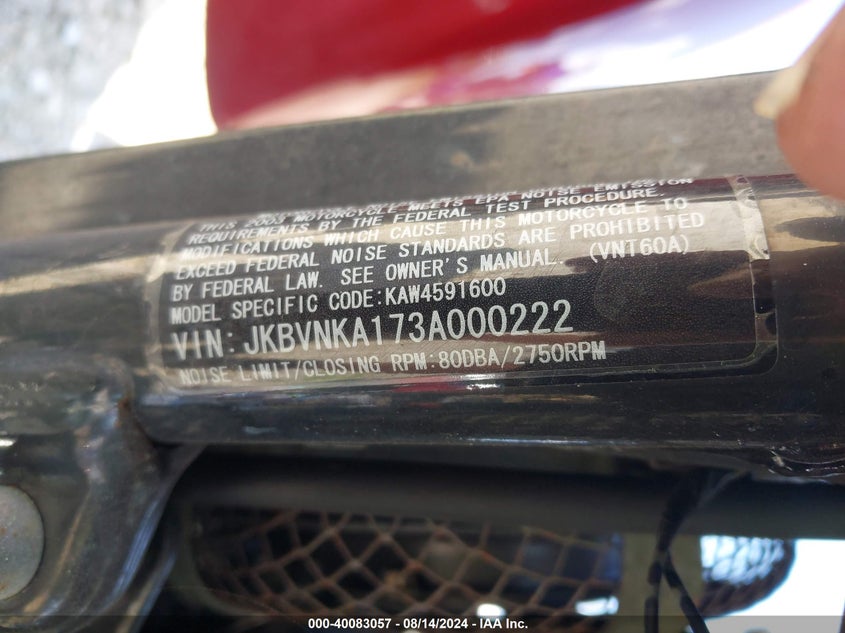 THIS 2003 MOTORCYCLE MEETS EPA NOISE EMISSION
REQUIREMENTS BY THE FEDERAL TEST PROCEDURE.
MODIFICATIONS WHICH CAUSE THIS MOTORCYCLE TO
EXCEED FEDERAL NOISE STANDARDS ARE PROHIBITED
BY FEDERAL LAW. SEE OWNER'S MANUAL. (VNT60A)
MODEL SPECIFIC CODE:KAW4591600
VIN: JKBVNKA173A000222
NOISE LIMIT/CLOSING RPM:80DBA/2750RPM
000-40083057 - 08/14/2024 - IAA Inc.